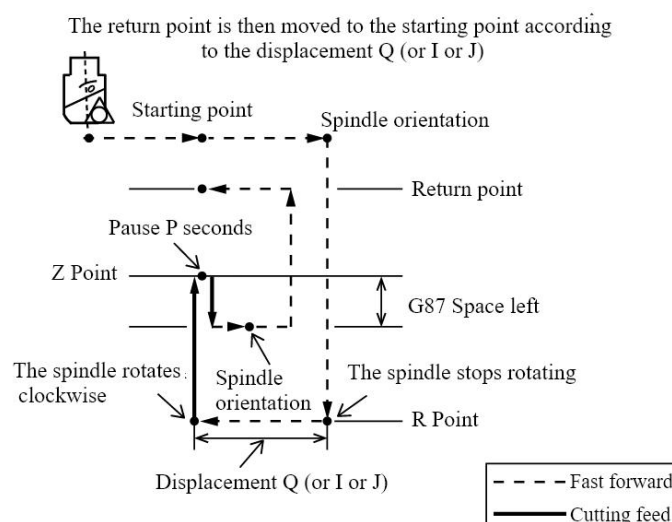 The return point is then moved to the starting point according
to the displacement Q (or I or J)
10
Starting point
Spindle orientation
Return point
Pause P seconds
Z Point
G87 Space left
The spindle rotates
clockwise
Spindle
orientation
The spindle stops rotating
R Point
Displacement Q (or I or J)
Fast forward
Cutting feed